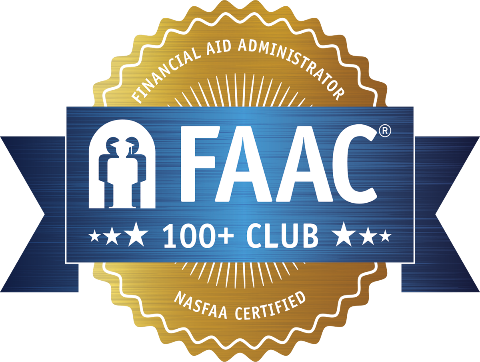 FINANCIAL AID ADMINISTRATOR
FAAC®
100+ CLUB
NASFAA CERTIFIED